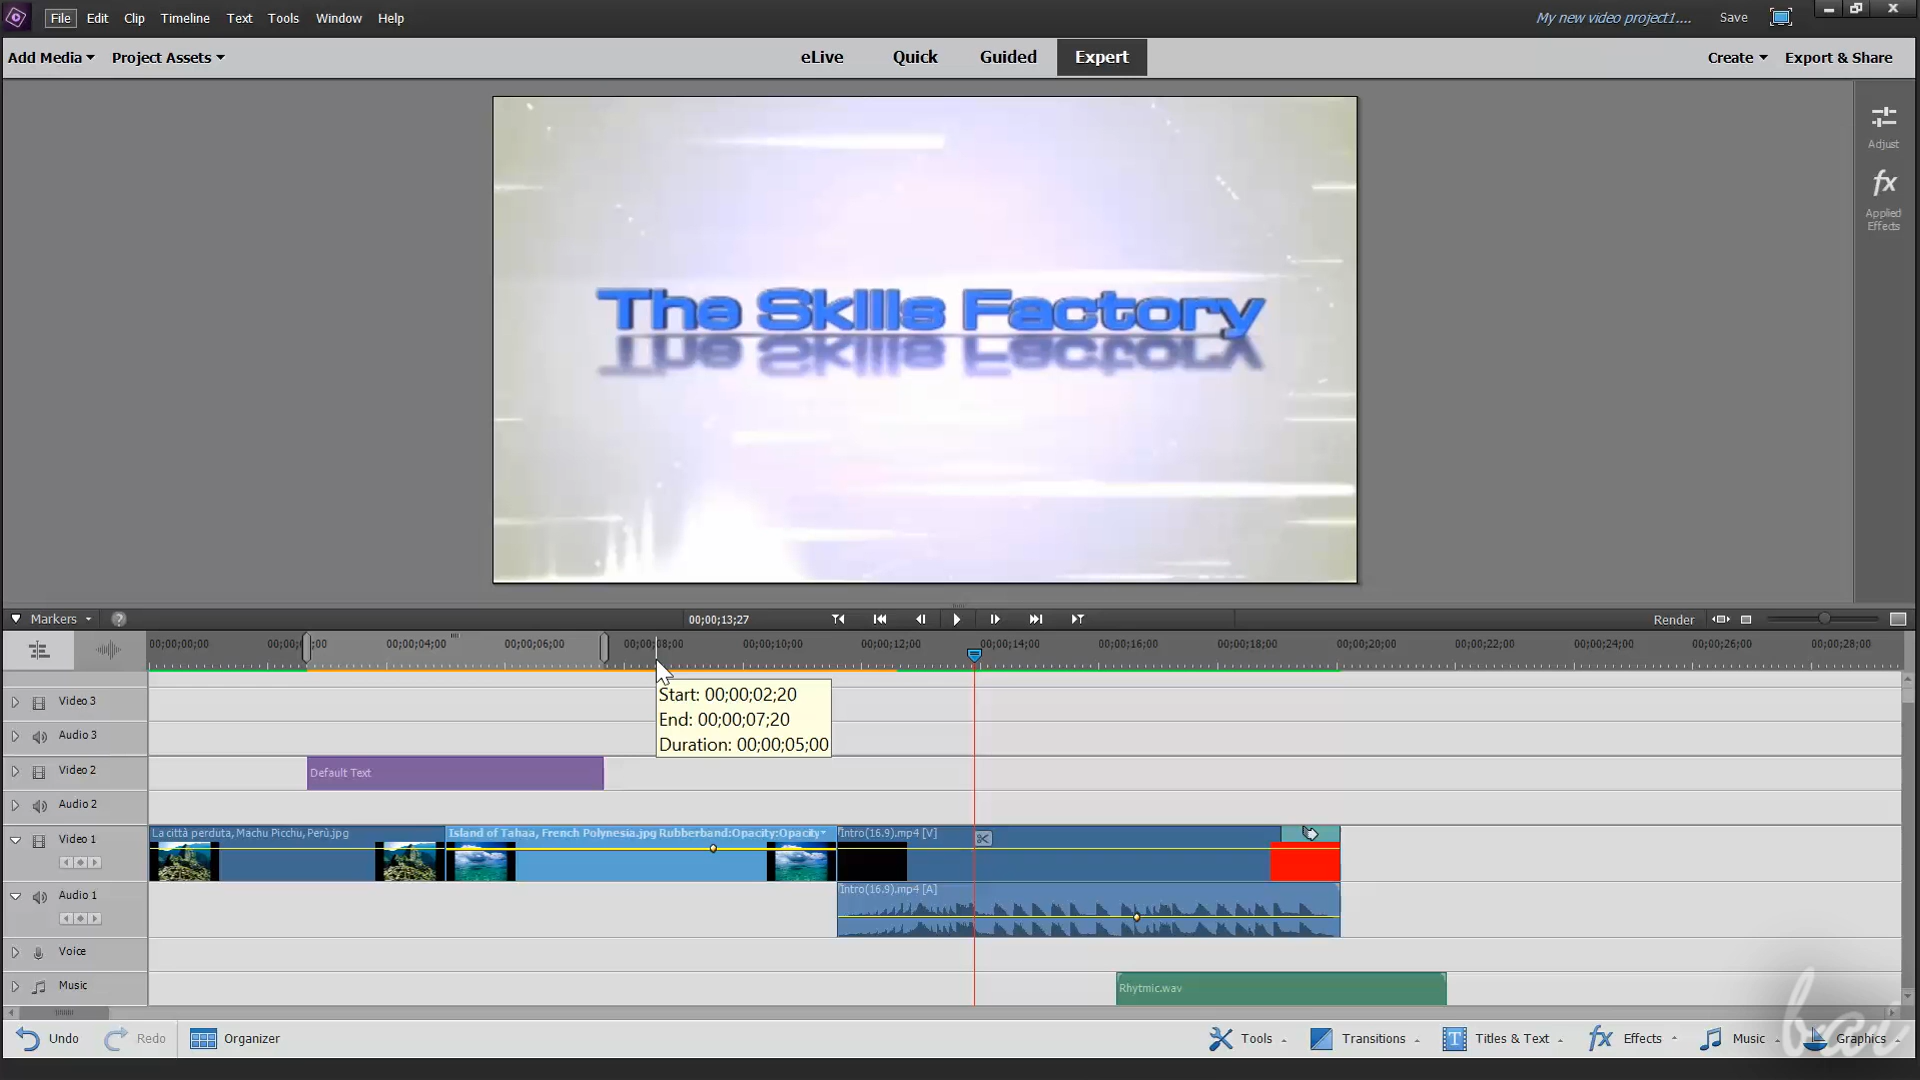 File Edit Clip Timeline Text Tools Window Help
My new video project1.... Save
Add Media Project Assets eLive Quick Guided Expert Create Export & Share
Adjust
fx
Applied
Effects
The Skills Factory
Markers ? 00;00;13;27 Render
00;00;00;00 00;00;04;00 00;00;06;00 00;00;08;00 00;00;10;00 00;00;12;00 00;00;14;00 00;00;16;00 00;00;18;00 00;00;20;00 00;00;22;00 00;00;24;00 00;00;26;00 00;00;28;00
Start: 00;00;02;20
End: 00;00;07;20
Duration: 00;00;05;00
Video 3
Audio 3
Video 2 Default Text
Audio 2
Video 1 La città perduta, Machu Picchu, Perù.jpg Island of Tahaa, French Polynesia.jpg Rubberband:Opacity:Opacity Intro(16.9).mp4 [V]
Audio 1 Intro(16.9).mp4 [A]
Voice
Music Rhytmic.wav
Undo Redo Organizer Tools Transitions T Titles & Text fx Effects Music Graphics